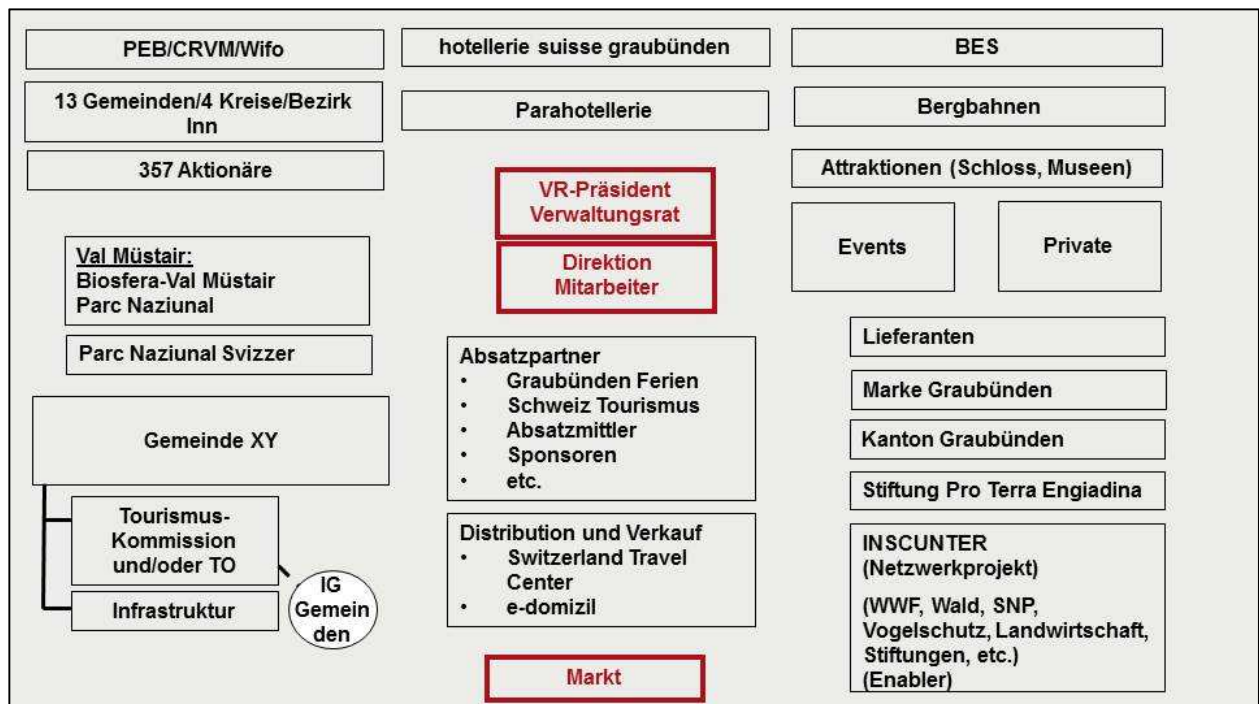 PEB/CRVM/Wifo
13 Gemeinden/4 Kreise/Bezirk
Inn
357 Aktionäre
Val Müstair:
Biosfera-Val Müstair
Parc Naziunal
Parc Naziunal Svizzer
Gemeinde XY
Tourismus-
Kommission
und/oder TO
Infrastruktur
IG
Gemein
den
hotellerie suisse graubünden
Parahotellerie
VR-Präsident
Verwaltungsrat
Direktion
Mitarbeiter
Absatzpartner
• Graubünden Ferien
• Schweiz Tourismus
• Absatzmittler
• Sponsoren
• etc.
Distribution und Verkauf
• Switzerland Travel
Center
• e-domizil
Markt
BES
Bergbahnen
Attraktionen (Schloss, Museen)
Events
Private
Lieferanten
Marke Graubünden
Kanton Graubünden
Stiftung Pro Terra Engiadina
INSCUNTER
(Netzwerkprojekt)
(WWF, Wald, SNP,
Vogelschutz, Landwirtschaft,
Stiftungen, etc.)
(Enabler)